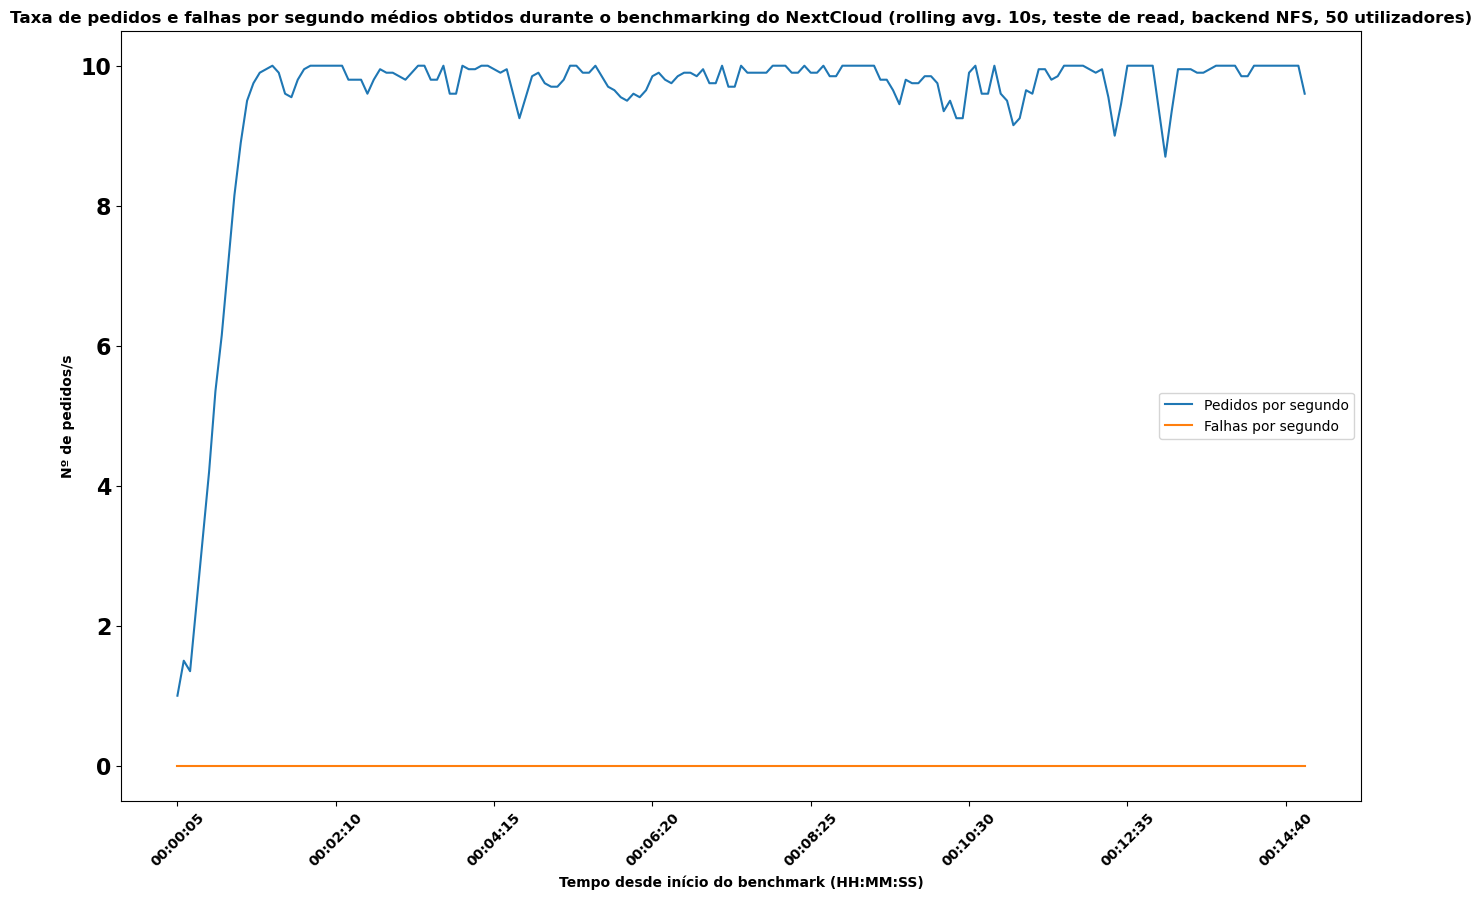 Taxa de pedidos e falhas por segundo médios obtidos durante o benchmarking do NextCloud (rolling avg. 10s, teste de read, backend NFS, 50 utilizadores)
10
8
6
4
2
0
Nº de pedidos/s
Pedidos por segundo
Falhas por segundo
00:00:05
00:02:10
00:04:15
00:06:20
00:08:25
00:10:30
00:12:35
00:14:40
Tempo desde início do benchmark (HH:MM:SS)